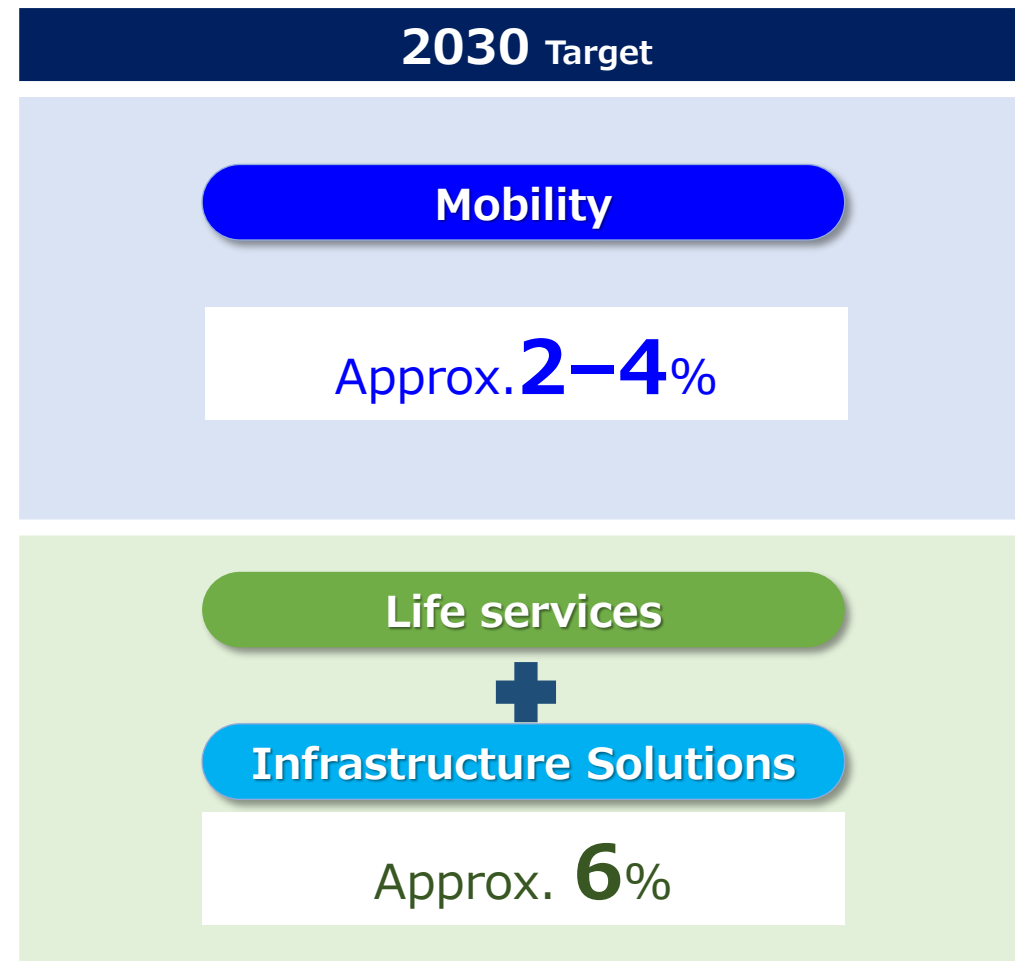 2030 Target
Mobility
Approx.2–4%
Life services
Infrastructure Solutions
Approx. 6%